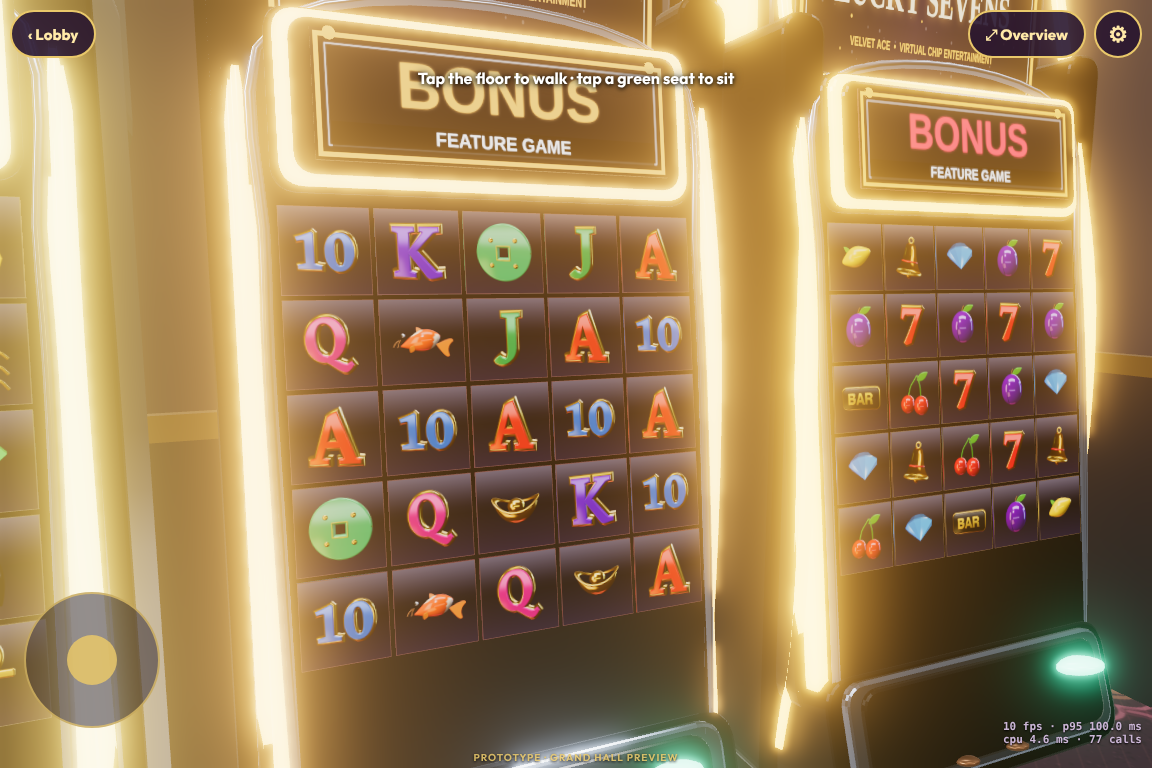 ‹ Lobby
ENTERTAINMENT
LUCKY SEVENS
VELVET ACE • VIRTUAL CHIP ENTERTAINMENT
⤢ Overview
Tap the floor to walk · tap a green seat to sit
BONUS
FEATURE GAME
BONUS
FEATURE GAME
10 K J A
Q J A 10
A 10 A 10 A
Q K 10
10 Q A
7
7 7
BAR 7
7
BAR
10 fps · p95 100.0 ms
cpu 4.6 ms · 77 calls
PROTOTYPE · GRAND HALL PREVIEW